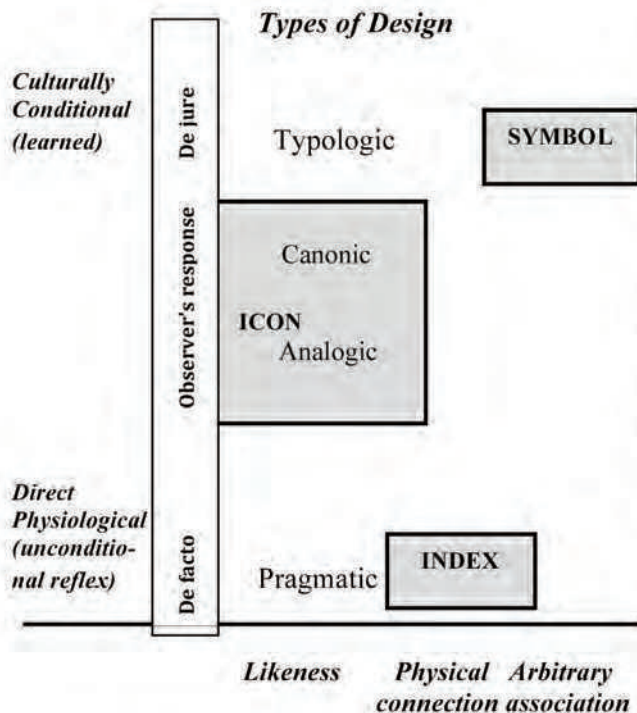 Types of Design
Culturally
Conditional
(learned)
De jure
Typologic
SYMBOL
Observer's response
Canonic
ICON
Analogic
Direct
Physiological
(unconditio-
nal reflex)
De facto
Pragmatic
INDEX
Likeness Physical Arbitrary
connection association